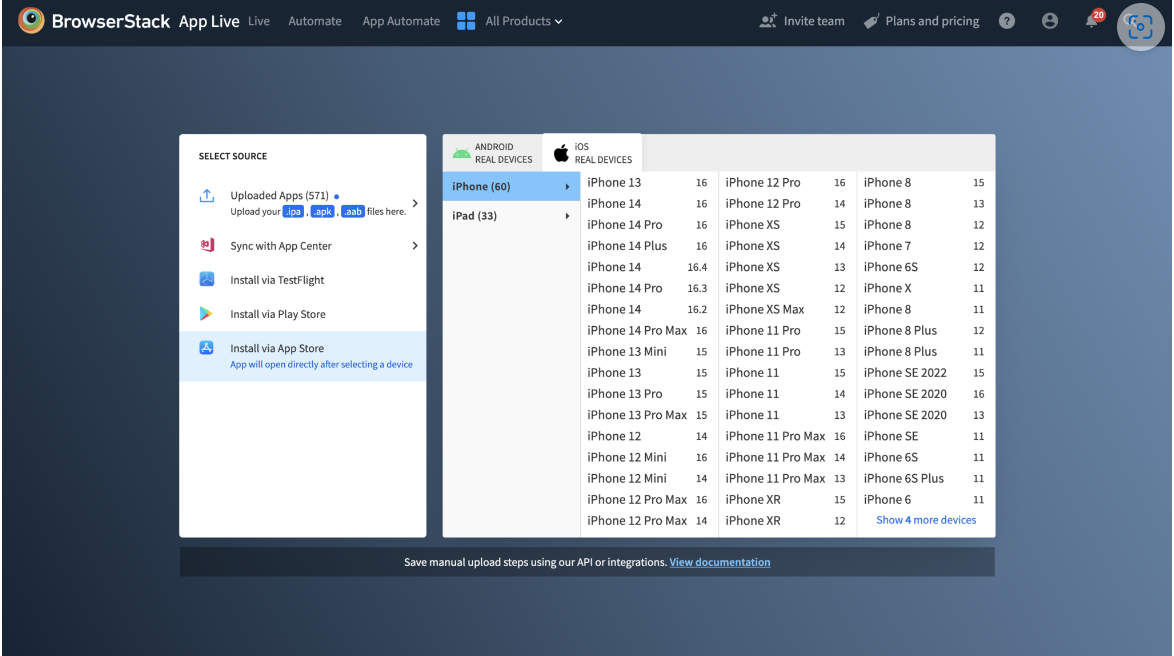 BrowserStack App Live Live Automate App Automate All Products Invite team Plans and pricing ? 20
SELECT SOURCE
Uploaded Apps (571)
Upload your .ipa , .apk , .aab files here.
Sync with App Center
Install via TestFlight
Install via Play Store
Install via App Store
App will open directly after selecting a device
ANDROID
REAL DEVICES
iOS
REAL DEVICES
iPhone (60)
iPad (33)
iPhone 13 16
iPhone 14 16
iPhone 14 Pro 16
iPhone 14 Plus 16
iPhone 14 16.4
iPhone 14 Pro 16.3
iPhone 14 16.2
iPhone 14 Pro Max 16
iPhone 13 Mini 15
iPhone 13 15
iPhone 13 Pro 15
iPhone 13 Pro Max 15
iPhone 12 14
iPhone 12 Mini 16
iPhone 12 Mini 14
iPhone 12 Pro Max 16
iPhone 12 Pro Max 14
iPhone 12 Pro 16
iPhone 12 Pro 14
iPhone XS 15
iPhone XS 14
iPhone XS 13
iPhone XS 12
iPhone XS Max 12
iPhone 11 Pro 15
iPhone 11 Pro 13
iPhone 11 15
iPhone 11 14
iPhone 11 13
iPhone 11 Pro Max 16
iPhone 11 Pro Max 14
iPhone 11 Pro Max 13
iPhone XR 15
iPhone XR 12
iPhone 8 15
iPhone 8 13
iPhone 8 12
iPhone 7 12
iPhone 6S 12
iPhone X 11
iPhone 8 11
iPhone 8 Plus 12
iPhone 8 Plus 11
iPhone SE 2022 15
iPhone SE 2020 16
iPhone SE 2020 13
iPhone SE 11
iPhone 6S 11
iPhone 6S Plus 11
iPhone 6 11
Show 4 more devices
Save manual upload steps using our API or integrations. View documentation